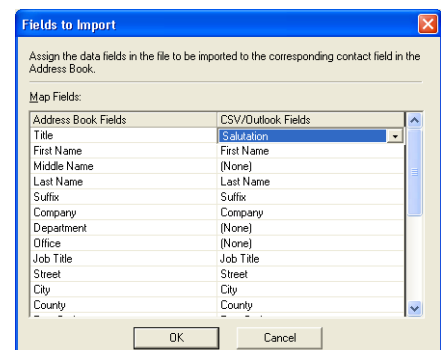 Fields to Import
Assign the data fields in the file to be imported to the corresponding contact field in the
Address Book.
Map Fields:
Address Book Fields CSV/Outlook Fields
Title Salutation
First Name First Name
Middle Name (None)
Last Name Last Name
Suffix Suffix
Company Company
Department (None)
Office (None)
Job Title Job Title
Street Street
City City
County County
OK Cancel